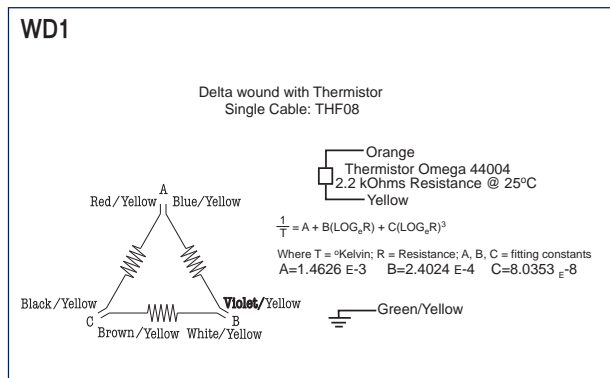 WD1
Delta wound with Thermistor
Single Cable: THF08
Orange
Thermistor Omega 44004
2.2 kOhms Resistance @ 25ºC
Yellow
A
Red/Yellow Blue/Yellow
1/T = A + B(LOGeR) + C(LOGeR)³
Where T = ºKelvin; R = Resistance; A, B, C = fitting constants
A=1.4626 E-3 B=2.4024 E-4 C=8.0353 E-8
Black/Yellow Violet/Yellow
C B
Brown/Yellow White/Yellow
Green/Yellow